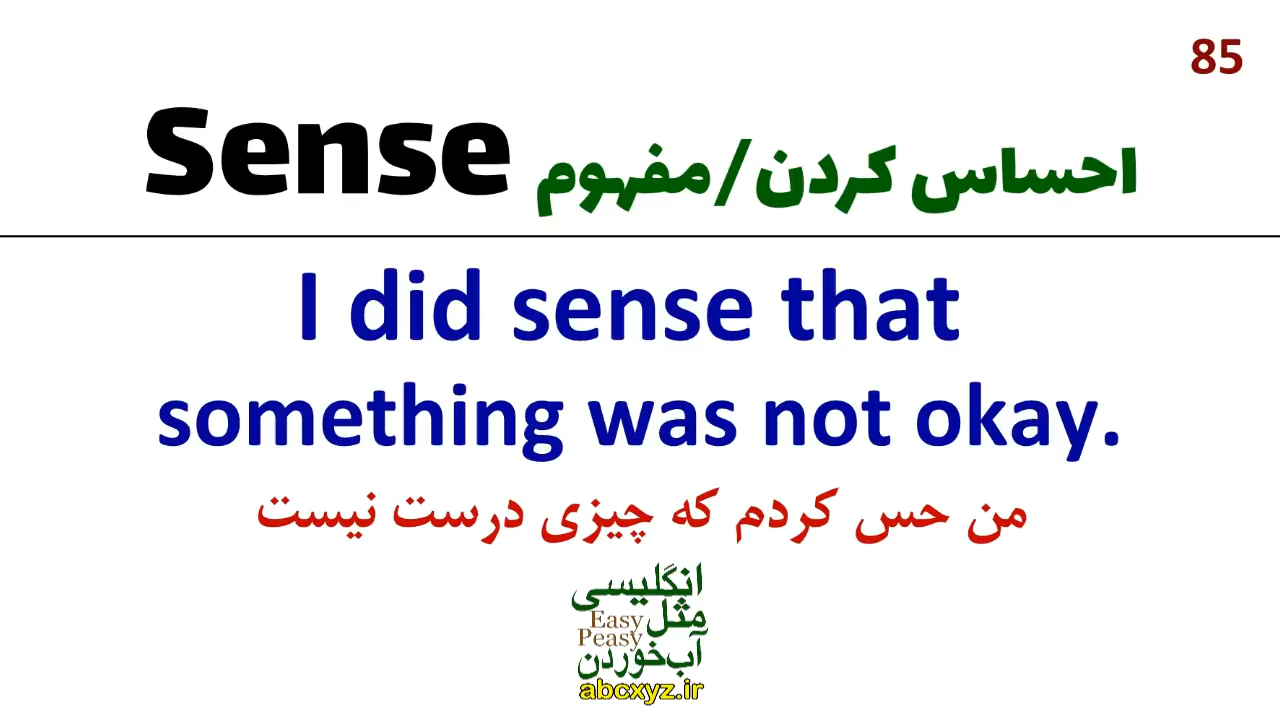 85
Sense احساس کردن/مفهوم
I did sense that
something was not okay.
من حس کردم که چیزی درست نیست
انگلیسی
مثل
Easy
Peasy
آب خوردن
abcxyz.ir